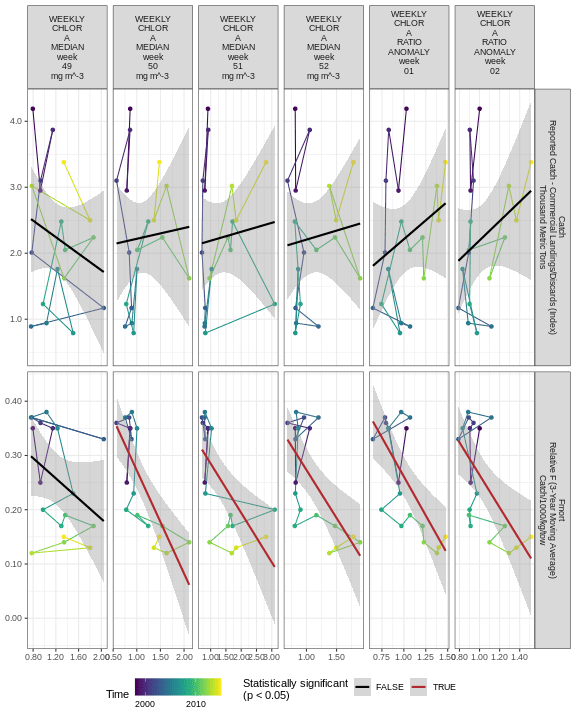 WEEKLY
CHLOR
A
MEDIAN
week
49
mg m^-3
WEEKLY
CHLOR
A
MEDIAN
week
50
mg m^-3
WEEKLY
CHLOR
A
MEDIAN
week
51
mg m^-3
WEEKLY
CHLOR
A
MEDIAN
week
52
mg m^-3
WEEKLY
CHLOR
A
RATIO
ANOMALY
week
01
WEEKLY
CHLOR
A
RATIO
ANOMALY
week
02
4.0
3.0
2.0
1.0
Catch
Reported Catch - Commercial Landings/Discards (Index)
Thousand Metric Tons
0.40
0.30
0.20
0.10
0.00
Fmort
Relative F (3-Year Moving Average)
Catch/1000/kg/tow
0.80 1.20 1.60 2.00
0.50 1.00 1.50 2.00
1.00 1.50 2.00 2.50 3.00
1.00 1.50
0.75 1.00 1.25 1.50
0.80 1.00 1.20 1.40
Time
2000 2010
Statistically significant
(p < 0.05)
FALSE
TRUE